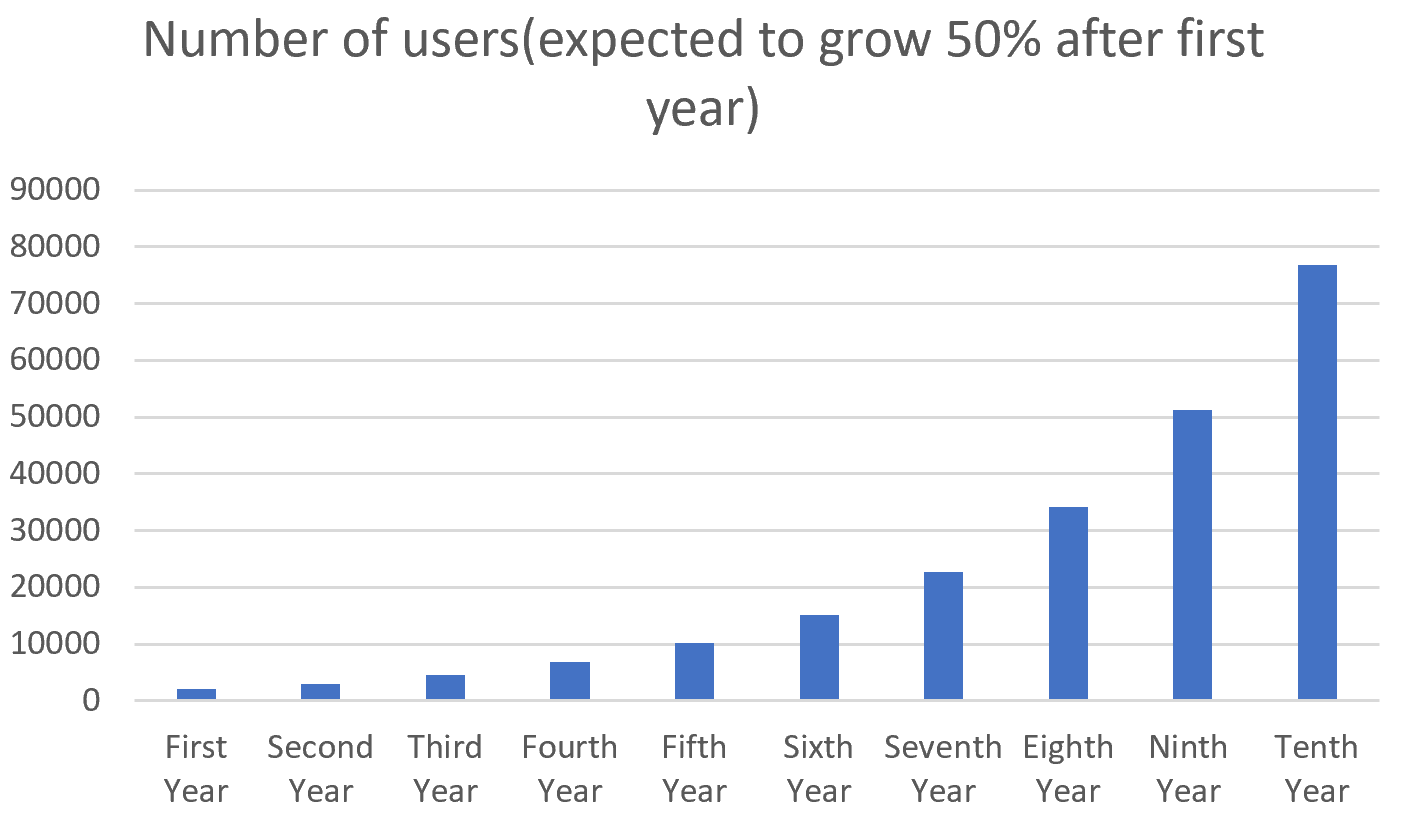 Number of users(expected to grow 50% after first
year)
90000
80000
70000
60000
50000
40000
30000
20000
10000
0
First Year
Second Year
Third Year
Fourth Year
Fifth Year
Sixth Year
Seventh Year
Eighth Year
Ninth Year
Tenth Year